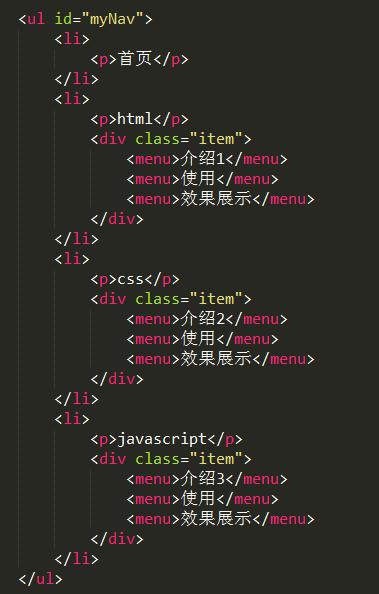 <ul id="myNav">
    <li>
        <p>首页</p>
    </li>
    <li>
        <p>html</p>
        <div class="item">
            <menu>介绍1</menu>
            <menu>使用</menu>
            <menu>效果展示</menu>
        </div>
    </li>
    <li>
        <p>css</p>
        <div class="item">
            <menu>介绍2</menu>
            <menu>使用</menu>
            <menu>效果展示</menu>
        </div>
    </li>
    <li>
        <p>javascript</p>
        <div class="item">
            <menu>介绍3</menu>
            <menu>使用</menu>
            <menu>效果展示</menu>
        </div>
    </li>
</ul>